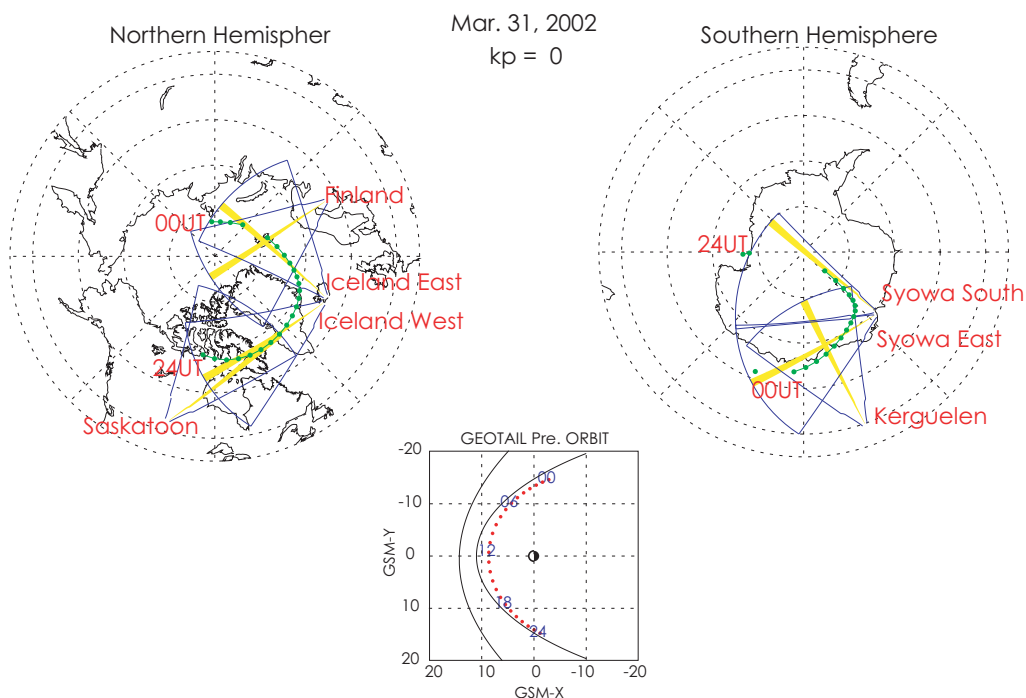 Mar. 31, 2002
kp = 0
Northern Hemispher
Southern Hemisphere
00UT
Finland
Iceland East
Iceland West
24UT
Saskatoon
24UT
Syowa South
Syowa East
00UT
Kerguelen
GEOTAIL Pre. ORBIT
-20
-10
0
10
20
GSM-Y
00
06
12
18
24
20
10
0
-10
-20
GSM-X